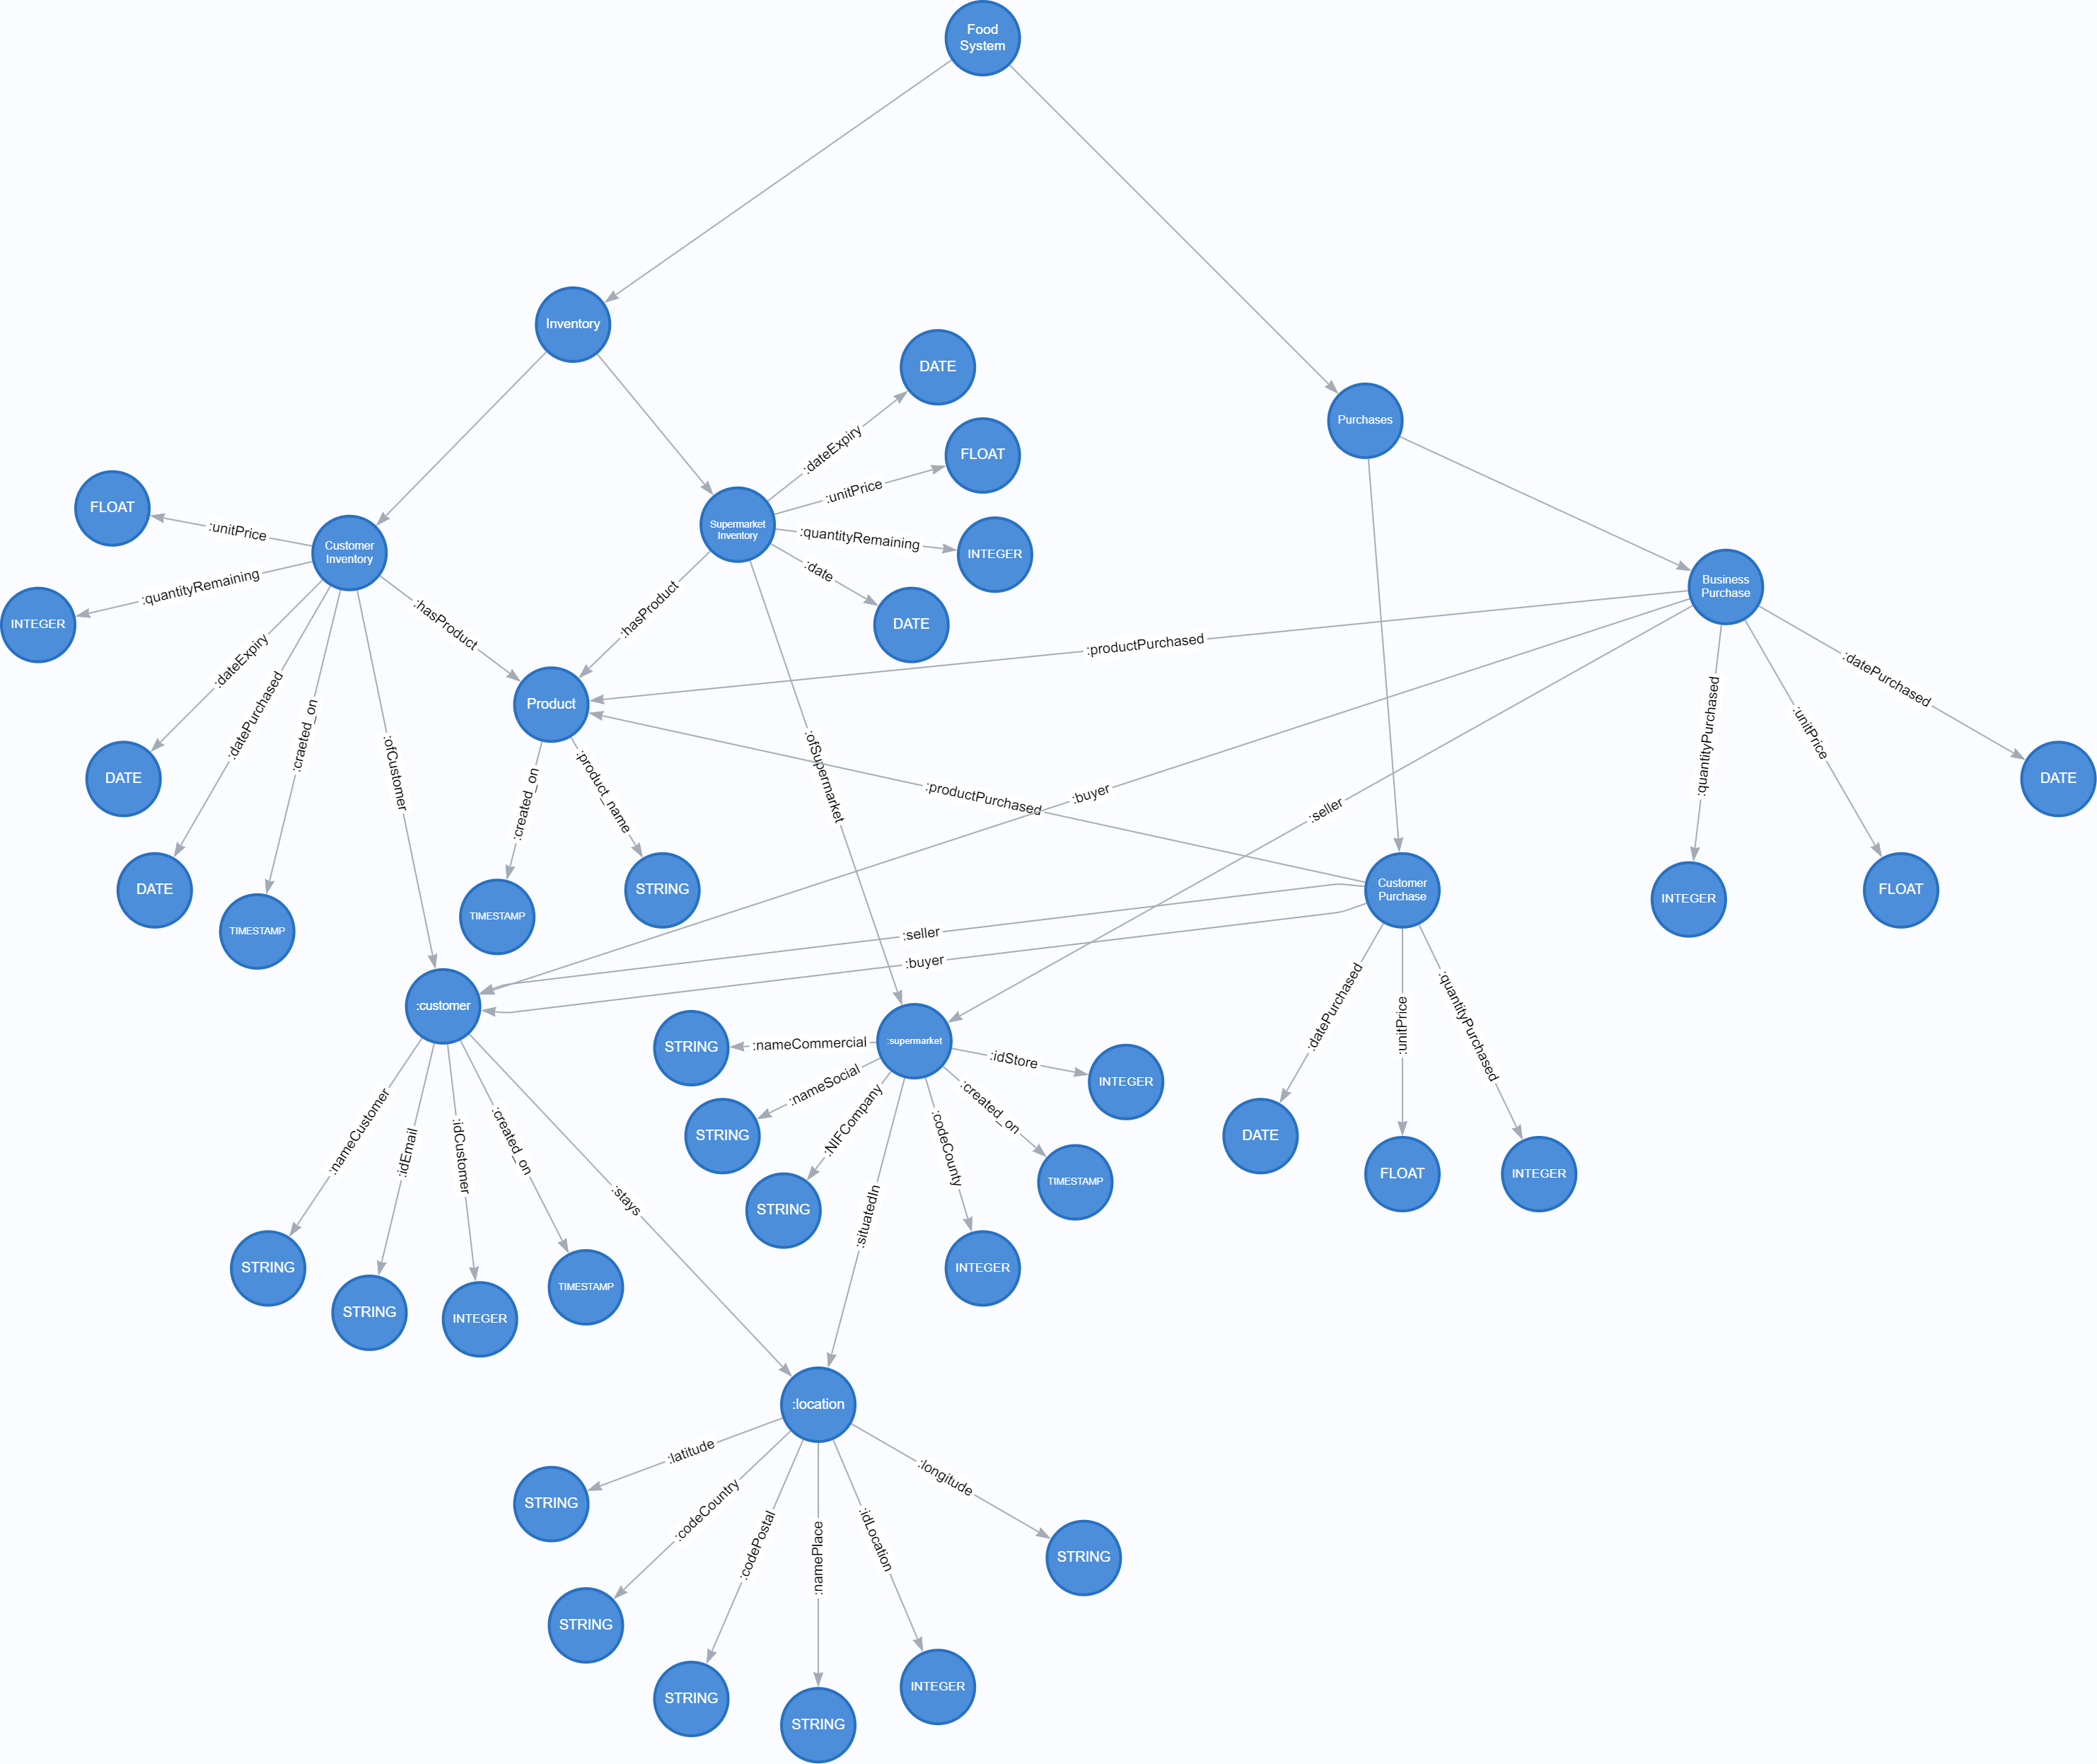 Food
System
Inventory
DATE
Purchases
:dateExpiry
FLOAT
:unitPrice
FLOAT
:unitPrice
Supermarket
Inventory
:quantityRemaining
INTEGER
Customer
Inventory
:date
:quantityRemaining
Business
Purchase
INTEGER
:hasProduct
:hasProduct
DATE
:productPurchased
:dateExpiry
:datePurchased
:craeted_on
:ofCustomer
Product
:datePurchased
:quantityPurchased
:unitPrice
DATE
DATE
:ofSupermarket
:created_on
:product_name
:productPurchased
:buyer
:seller
DATE
TIMESTAMP
TIMESTAMP
STRING
Customer
Purchase
INTEGER
FLOAT
:seller
:buyer
:customer
:datePurchased
:unitPrice
:quantityPurchased
STRING
:nameCommercial
:supermarket
:idStore
INTEGER
:nameSocial
:NIFCompany
:codeCounty
:created_on
STRING
DATE
FLOAT
INTEGER
:nameCustomer
:idEmail
:idCustomer
:created_on
:stays
STRING
:situatedIn
TIMESTAMP
STRING
STRING
INTEGER
TIMESTAMP
INTEGER
:location
:latitude
:codeCountry
:codePostal
:namePlace
:idLocation
:longitude
STRING
STRING
STRING
STRING
STRING
INTEGER